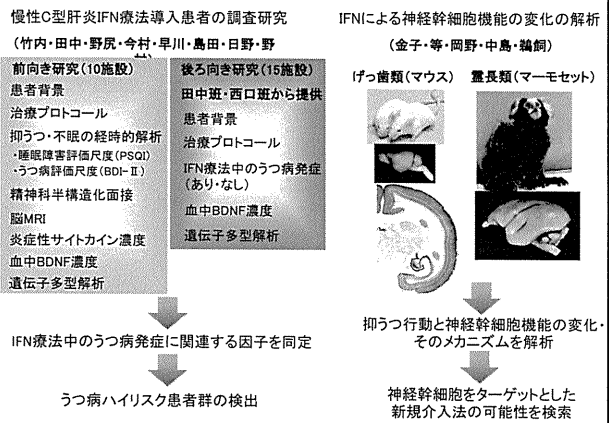 慢性C型肝炎IFN療法導入患者の調査研究
(竹内・田中・野尻・今村・早川・島田・日野・野
前向き研究(10施設)
患者背景
治療プロトコール
抑うつ・不眠の経時的解析
・睡眠障害評価尺度(PSQI)
・うつ病評価尺度(BDI-Ⅱ)
精神科半構造化面接
脳MRI
炎症性サイトカイン濃度
血中BDNF濃度
遺伝子多型解析
後ろ向き研究(15施設)
田中班・西口班から提供
患者背景
治療プロトコール
IFN療法中のうつ病発症
(あり・なし)
血中BDNF濃度
遺伝子多型解析
IFN療法中のうつ病発症に関連する因子を同定
うつ病ハイリスク患者群の検出
IFNによる神経幹細胞機能の変化の解析
(金子・等・岡野・中島・鵜飼)
げっ歯類(マウス)
霊長類(マーモセット)
抑うつ行動と神経幹細胞機能の変化・
そのメカニズムを解析
神経幹細胞をターゲットとした
新規介入法の可能性を検索